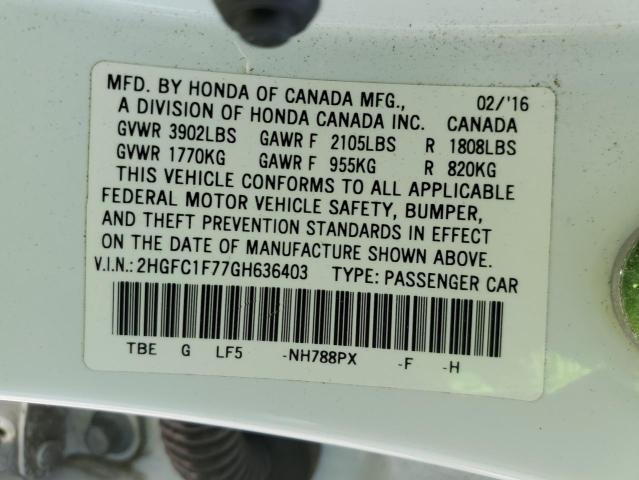 MFD. BY HONDA OF CANADA MFG., 02/'16
A DIVISION OF HONDA CANADA INC. CANADA
GVWR 3902LBS GAWR F 2105LBS R 1808LBS
GVWR 1770KG GAWR F 955KG R 820KG
THIS VEHICLE CONFORMS TO ALL APPLICABLE
FEDERAL MOTOR VEHICLE SAFETY, BUMPER,
AND THEFT PREVENTION STANDARDS IN EFFECT
ON THE DATE OF MANUFACTURE SHOWN ABOVE.
V.I.N.: 2HGFC1F77GH636403 TYPE: PASSENGER CAR
TBE G LF5 -NH788PX -F -H